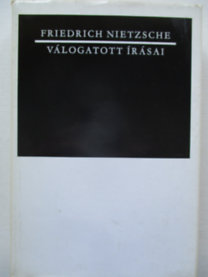 FRIEDRICH NIETZSCHE
VÁLOGATOTT ÍRÁSAI